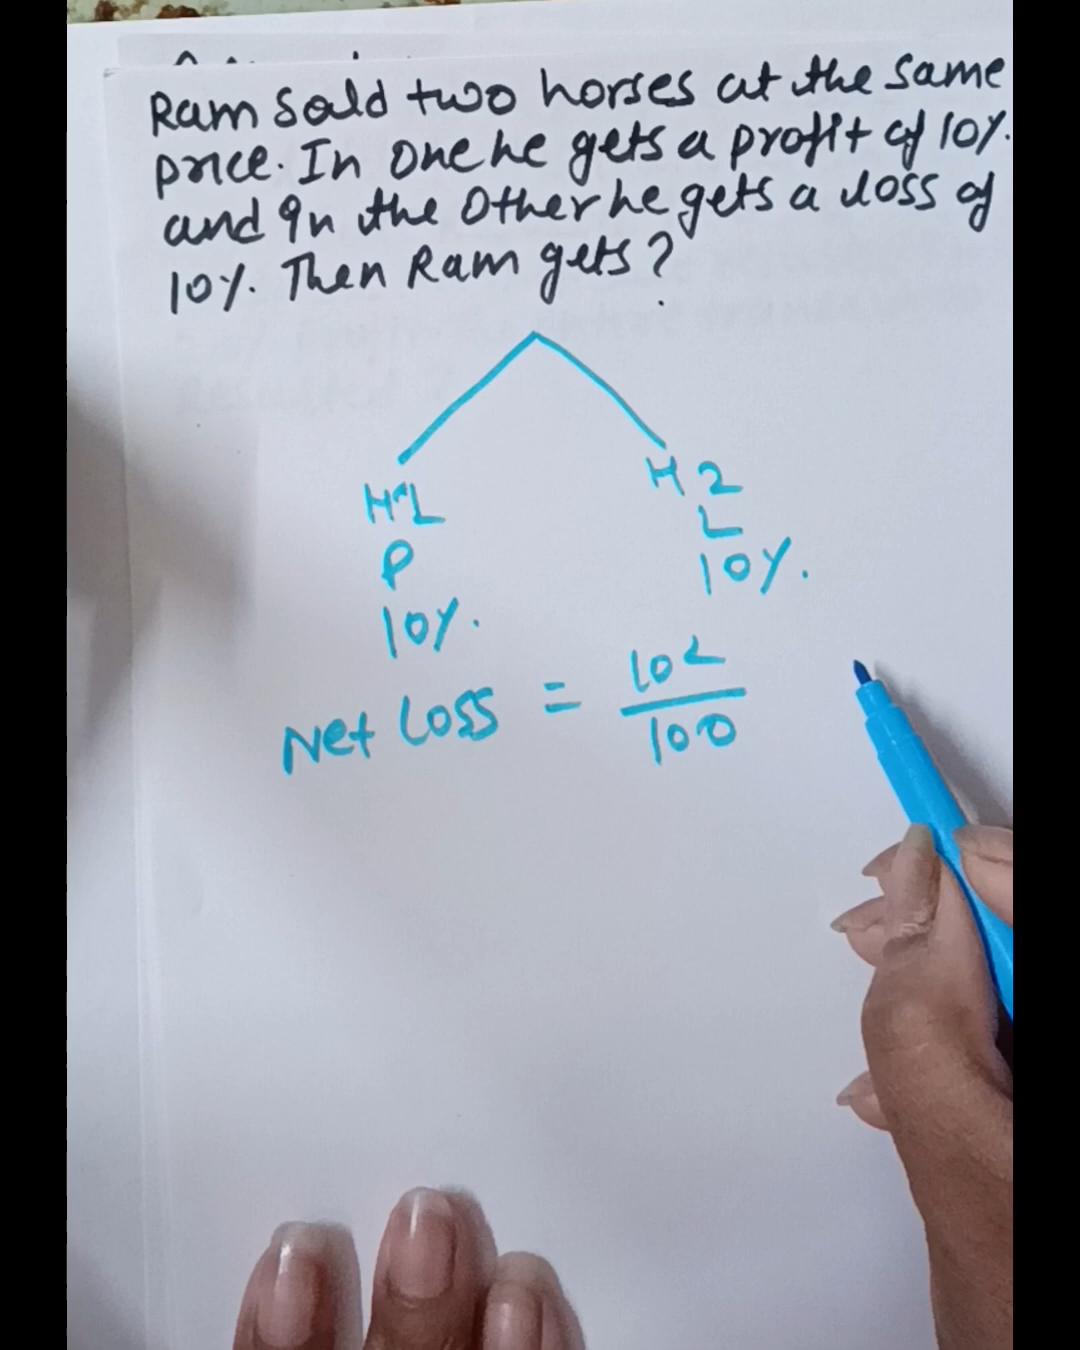 Ram Sold two horses at the same
price. In one he gets a profit of 10%.
and in the Other he gets a loss of
10%. Then Ram gets?
H1 H2
P L
10% 10%.
Net Loss = 10²
100